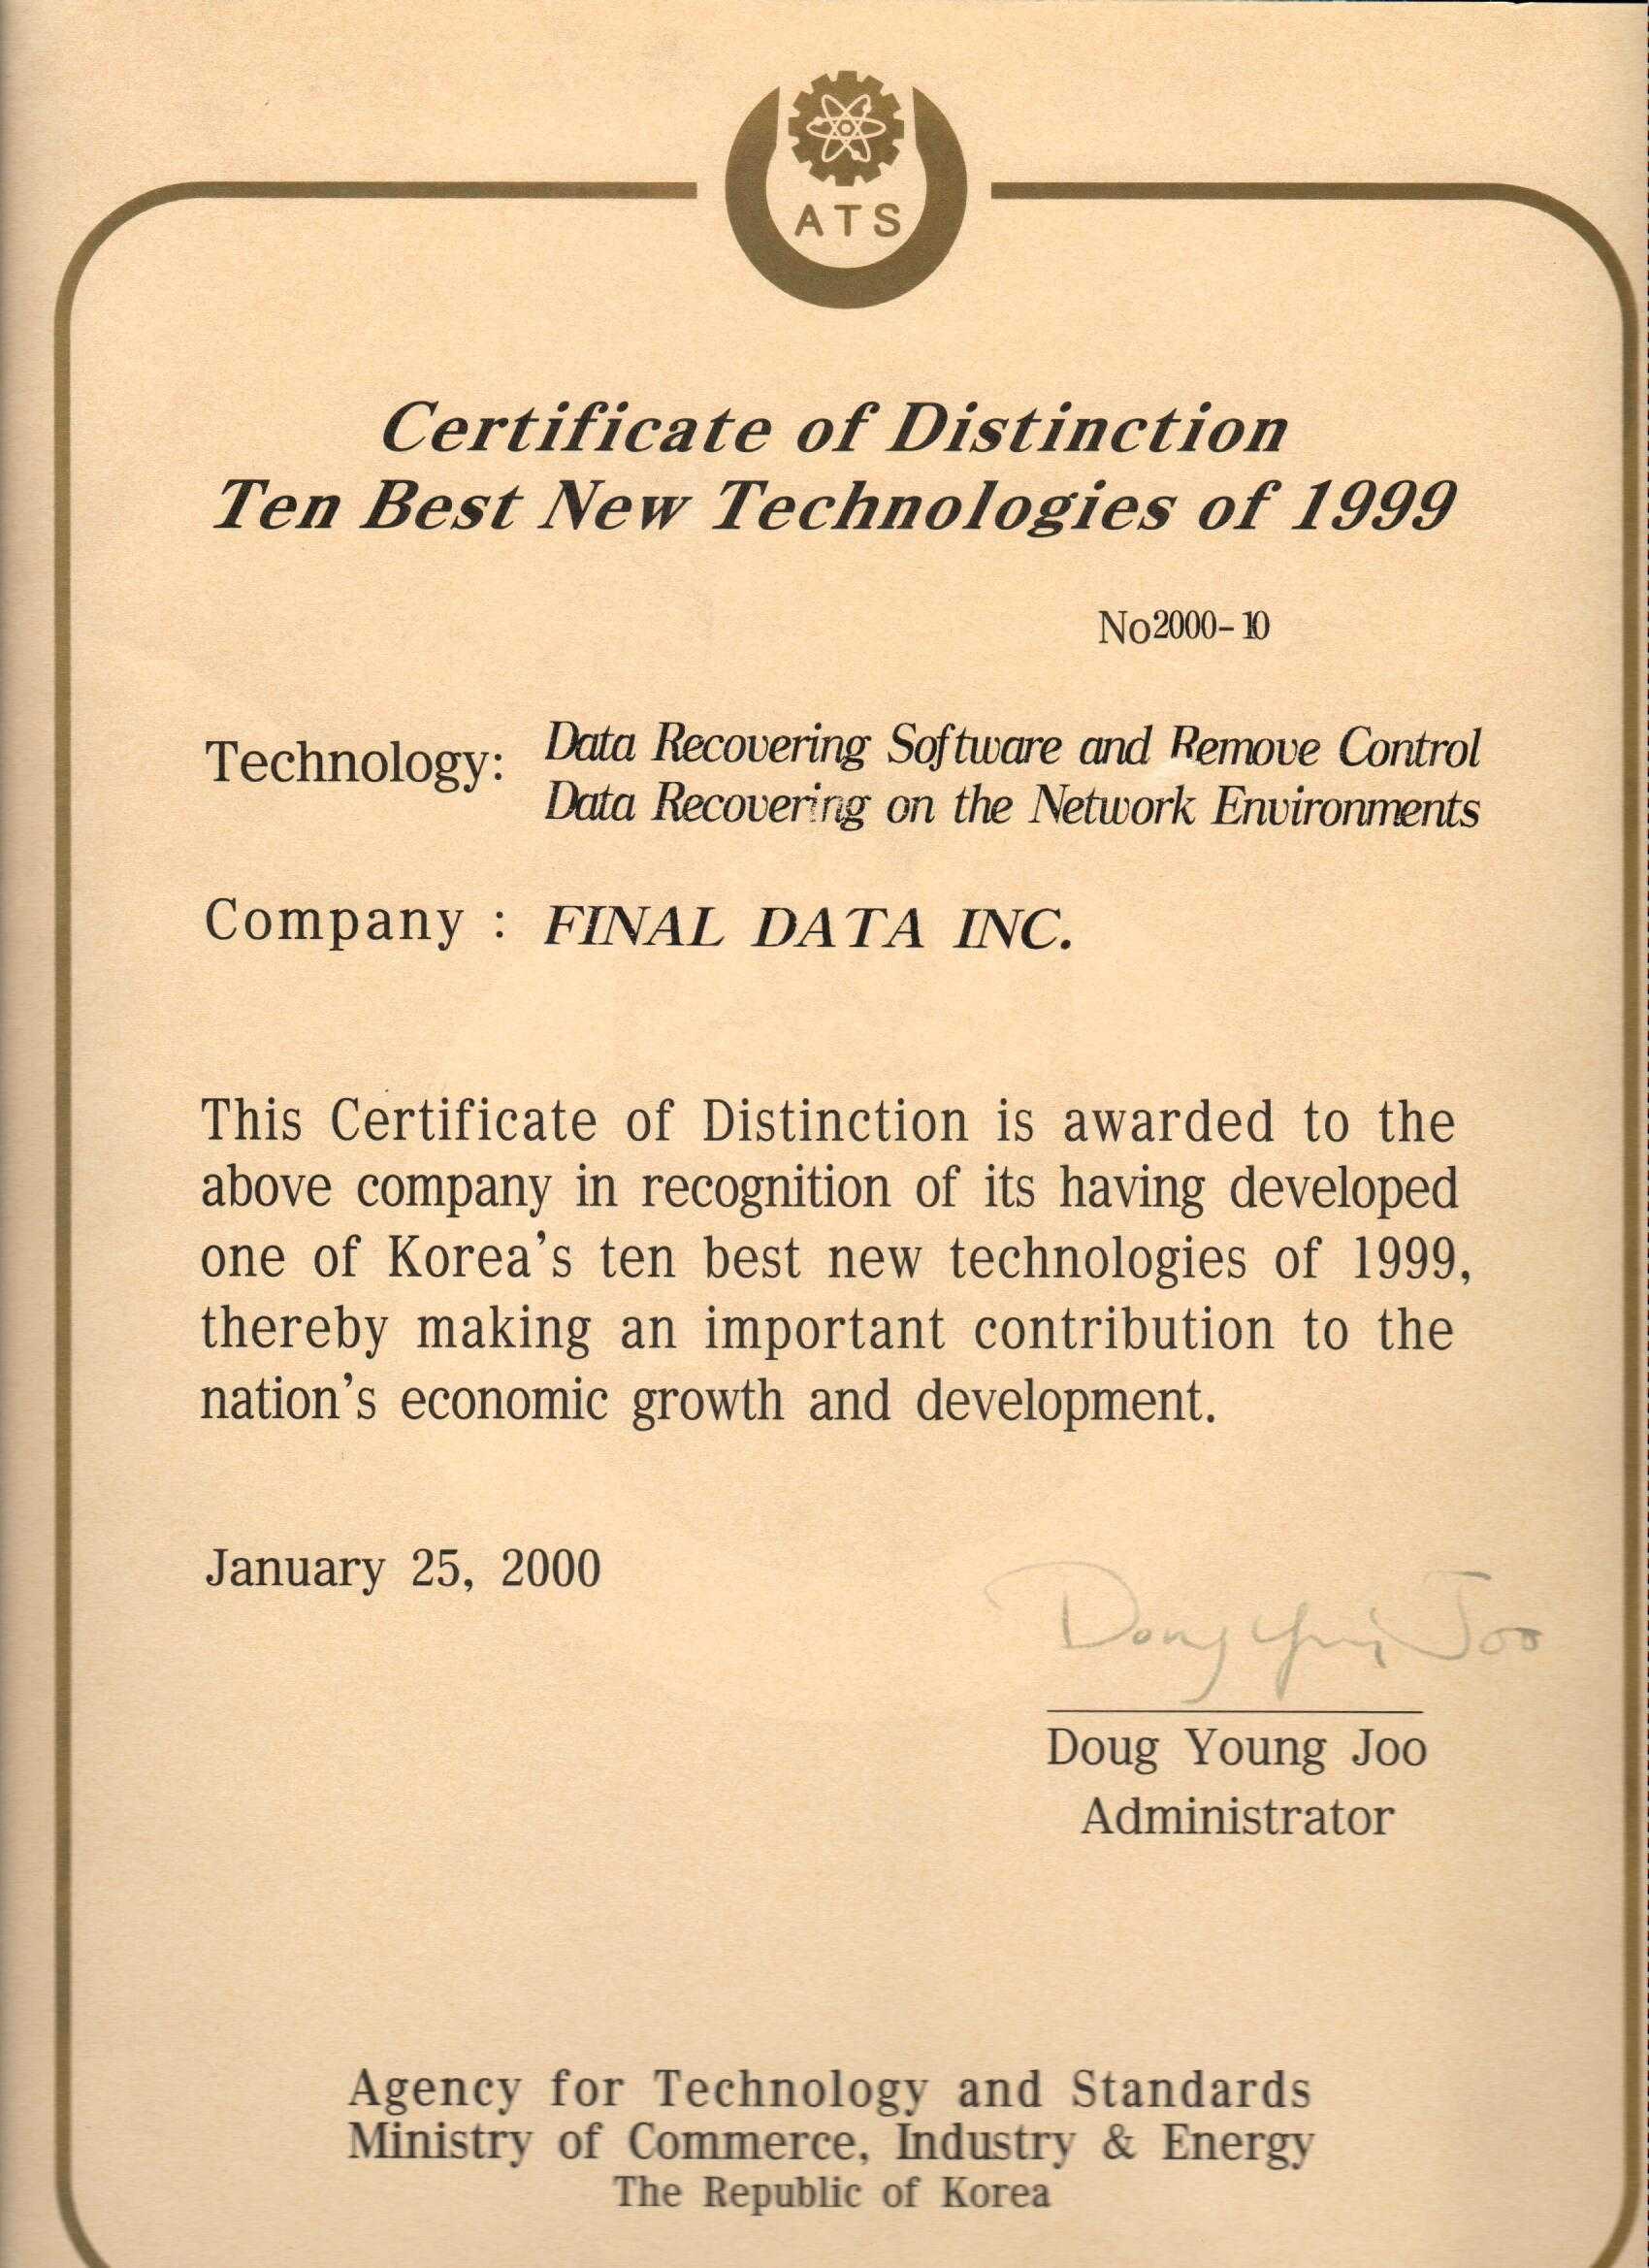 ATS
Certificate of Distinction
Ten Best New Technologies of 1999
No2000-10
Technology: Data Recovering Software and Remove Control
Data Recovering on the Network Environments
Company : FINAL DATA INC.
This Certificate of Distinction is awarded to the
above company in recognition of its having developed
one of Korea's ten best new technologies of 1999,
thereby making an important contribution to the
nation's economic growth and development.
January 25, 2000
Doug Young Joo
Doug Young Joo
Administrator
Agency for Technology and Standards
Ministry of Commerce, Industry & Energy
The Republic of Korea